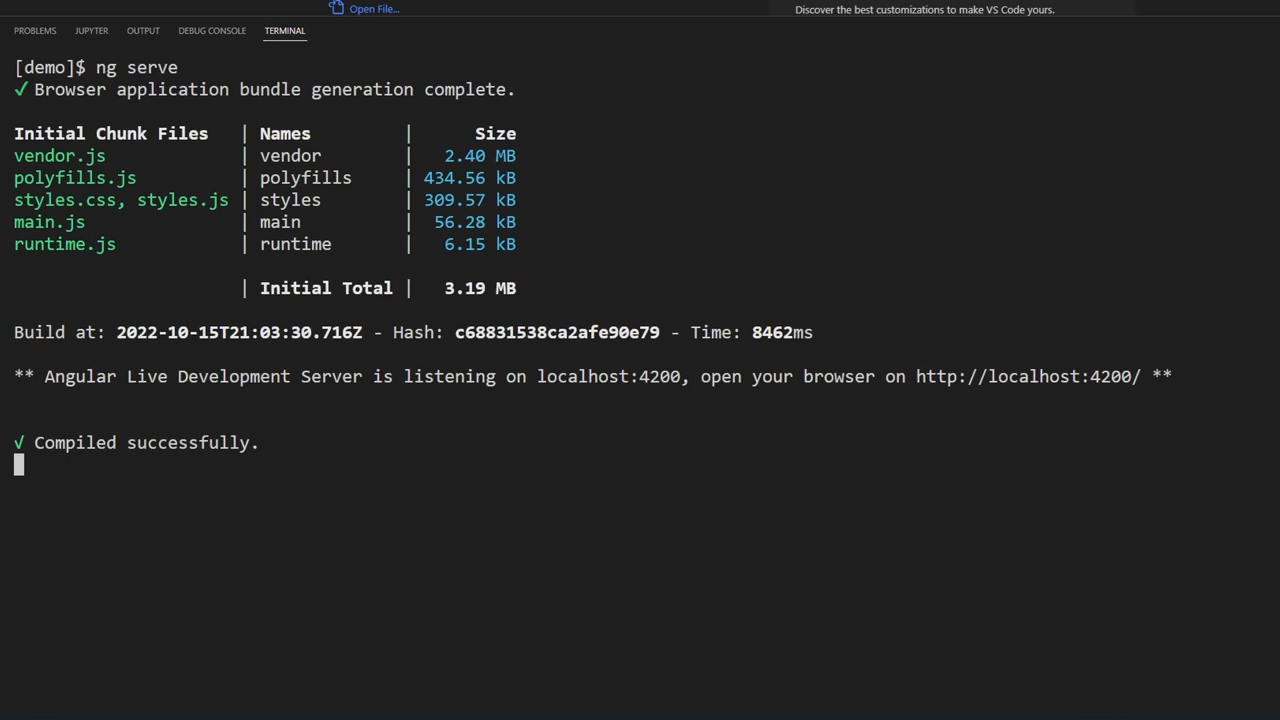 Open File...
Discover the best customizations to make VS Code yours.
PROBLEMS JUPYTER OUTPUT DEBUG CONSOLE TERMINAL
[demo]$ ng serve
✓ Browser application bundle generation complete.
Initial Chunk Files | Names | Size
vendor.js | vendor | 2.40 MB
polyfills.js | polyfills | 434.56 kB
styles.css, styles.js | styles | 309.57 kB
main.js | main | 56.28 kB
runtime.js | runtime | 6.15 kB
| Initial Total | 3.19 MB
Build at: 2022-10-15T21:03:30.716Z - Hash: c68831538ca2afe90e79 - Time: 8462ms
** Angular Live Development Server is listening on localhost:4200, open your browser on http://localhost:4200/ **
√ Compiled successfully.